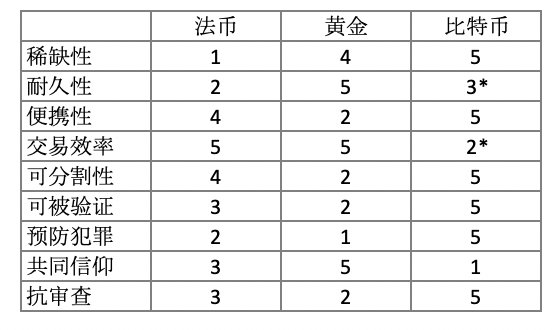 法币 黄金 比特币
稀缺性 1 4 5
耐久性 2 5 3*
便携性 4 2 5
交易效率 5 5 2*
可分割性 4 2 5
可被验证 3 2 5
预防犯罪 2 1 5
共同信仰 3 5 1
抗审查 3 2 5